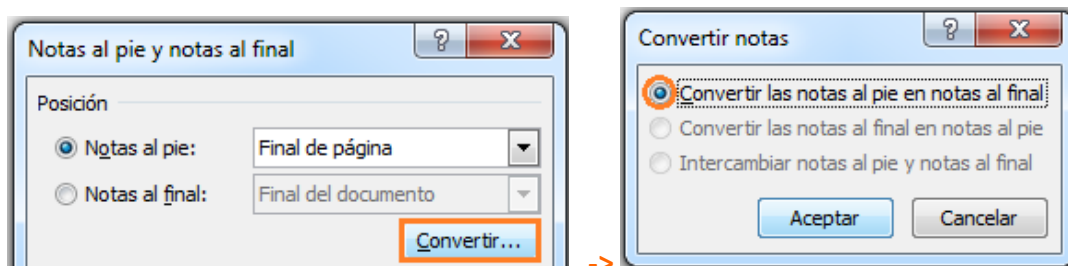 Notas al pie y notas al final
Posición
Notas al pie: Final de página
Notas al final: Final del documento
Convertir...
->
Convertir notas
Convertir las notas al pie en notas al final
Convertir las notas al final en notas al pie
Intercambiar notas al pie y notas al final
Aceptar Cancelar